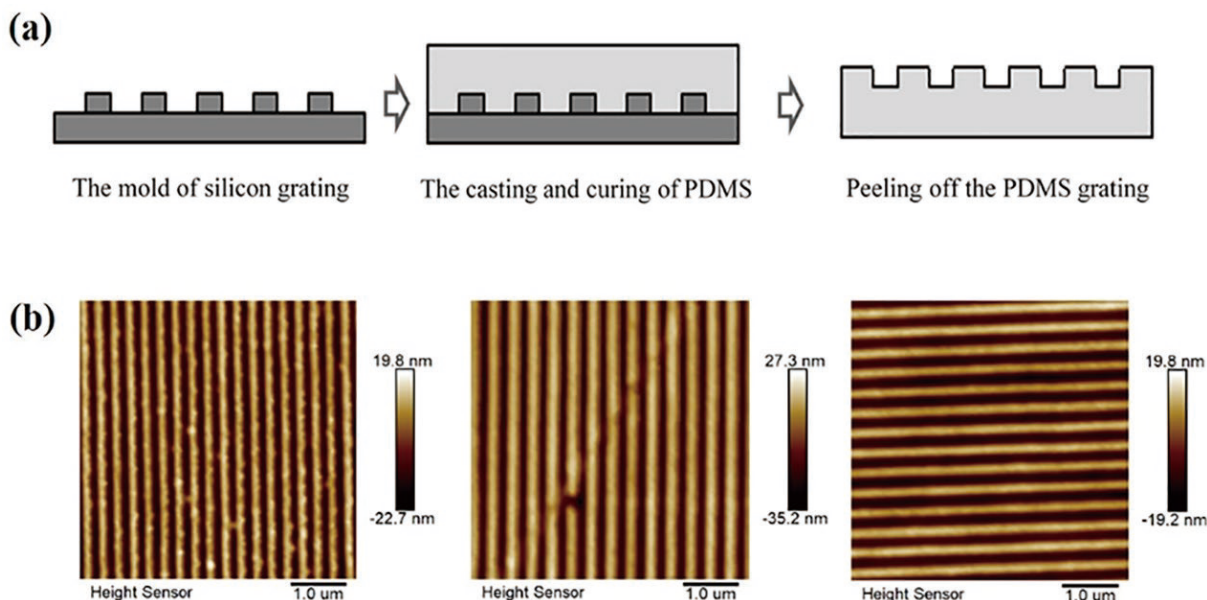 (a)
The mold of silicon grating
The casting and curing of PDMS
Peeling off the PDMS grating
(b)
19.8 nm
-22.7 nm
Height Sensor
1.0 um
27.3 nm
-35.2 nm
Height Sensor
1.0 um
19.8 nm
-19.2 nm
Height Sensor
1.0 um